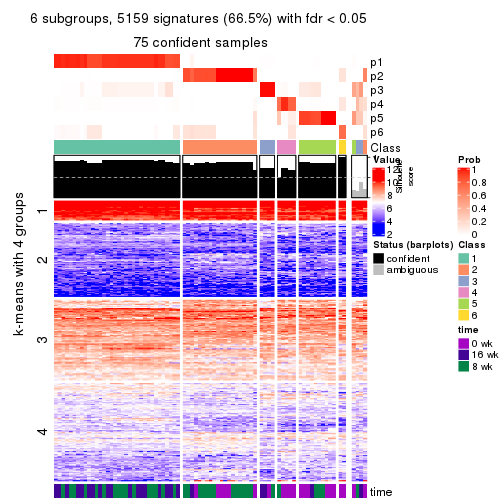 6 subgroups, 5159 signatures (66.5%) with fdr < 0.05
75 confident samples
p1
p2
p3
p4
p5
p6
Class
Silhouette
score
k-means with 4 groups
1
2
3
4
time
Value
12
10
8
6
4
2
Status (barplots)
confident
ambiguous
Prob
1
0.8
0.6
0.4
0.2
0
Class
1
2
3
4
5
6
time
0 wk
16 wk
8 wk